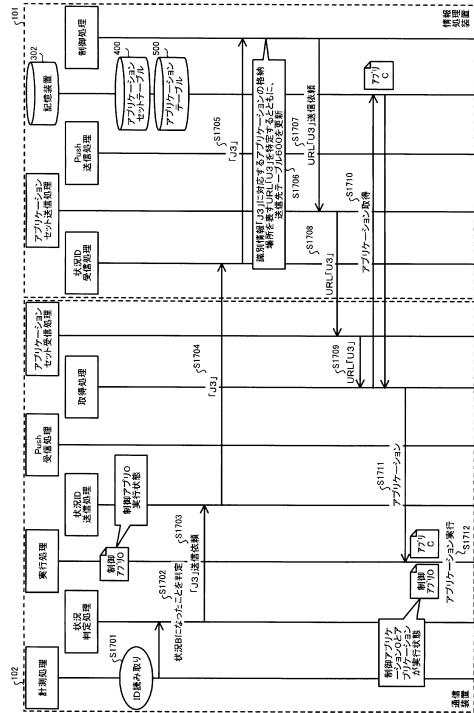 102
通信
装置
計測処理
状況
判定処理
実行処理
状況ID
送信処理
Push
受信処理
取得処理
アプリケーション
セット受信処理
101
情報
処理
装置
状況ID
受信処理
アプリケーション
セット送信処理
Push
送信処理
302
記憶装置
制御処理
400
アプリケーション
セットテーブル
500
アプリケーション
テーブル
制御
アプリO
制御アプリO
実行状態
S1701
ID読み取り
S1702
状況Bになったことを判定
S1703
「J3」送信依頼
S1704
「J3」
S1705
「J3」
識別情報「J3」に対応するアプリケーションの格納
場所を表すURL「U3」を特定するとともに、
送信先テーブル600を更新
S1706
S1707
URL「U3」送信依頼
S1708
URL「U3」
S1709
URL「U3」
S1710
アプリケーション取得
アプリ
C
S1711
アプリケーション
制御アプリケ
ーションOとア
プリケーション
が実行状態
制御
アプリO
アプリ
C
アプリケーション実行
S1712